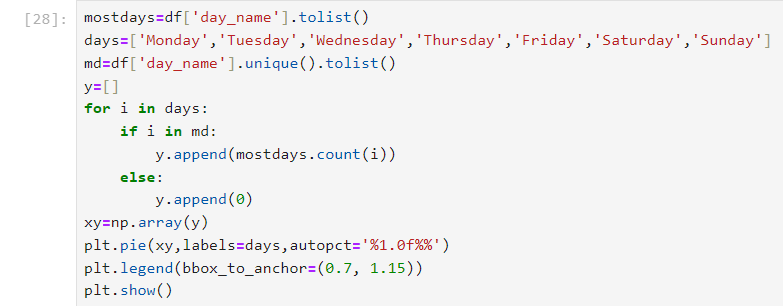 [28]: mostdays=df['day_name'].tolist()
days=['Monday','Tuesday','Wednesday','Thursday','Friday','Saturday','Sunday']
md=df['day_name'].unique().tolist()
y=[]
for i in days:
    if i in md:
        y.append(mostdays.count(i))
    else:
        y.append(0)
xy=np.array(y)
plt.pie(xy,labels=days,autopct='%1.0f%%')
plt.legend(bbox_to_anchor=(0.7, 1.15))
plt.show()